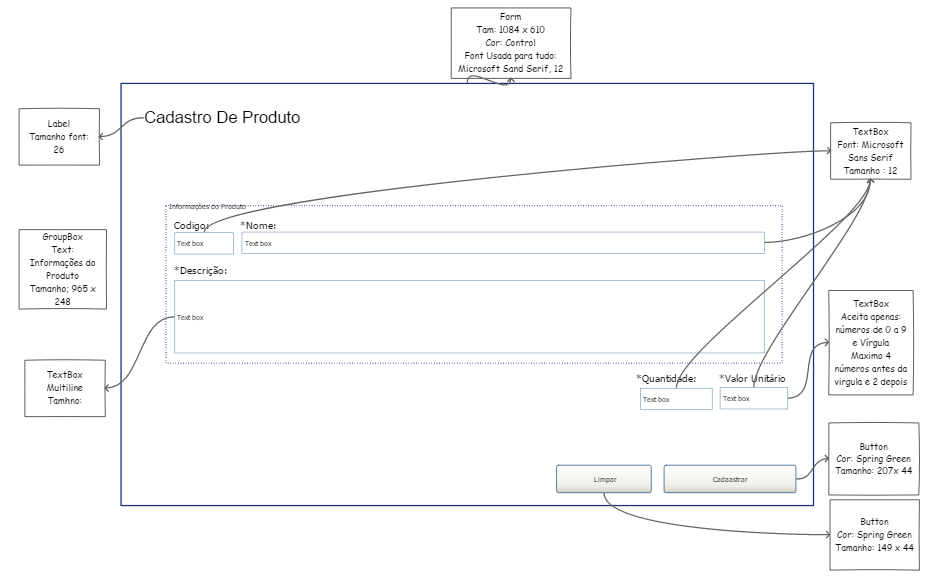 Form
Tam: 1084 x 610
Cor: Control
Font Usada para tudo:
Microsoft Sand Serif, 12
Label
Tamanho font:
26
Cadastro De Produto
TextBox
Font: Microsoft
Sans Serif
Tamanho : 12
Informações do Produto
Codigo:
*Nome:
Text box
Text box
GroupBox
Text:
Informações do
Produto
Tamanho; 965 x
248
*Descrição:
Text box
TextBox
Aceita apenas:
números de 0 a 9
e Vírgula
Maximo 4
números antes da
virgula e 2 depois
TextBox
Multiline
Tamhno:
*Quantidade:
*Valor Unitário
Text box
Text box
Button
Cor: Spring Green
Tamanho: 207x 44
Limpar
Cadaastrar
Button
Cor: Spring Green
Tamanho: 149 x 44